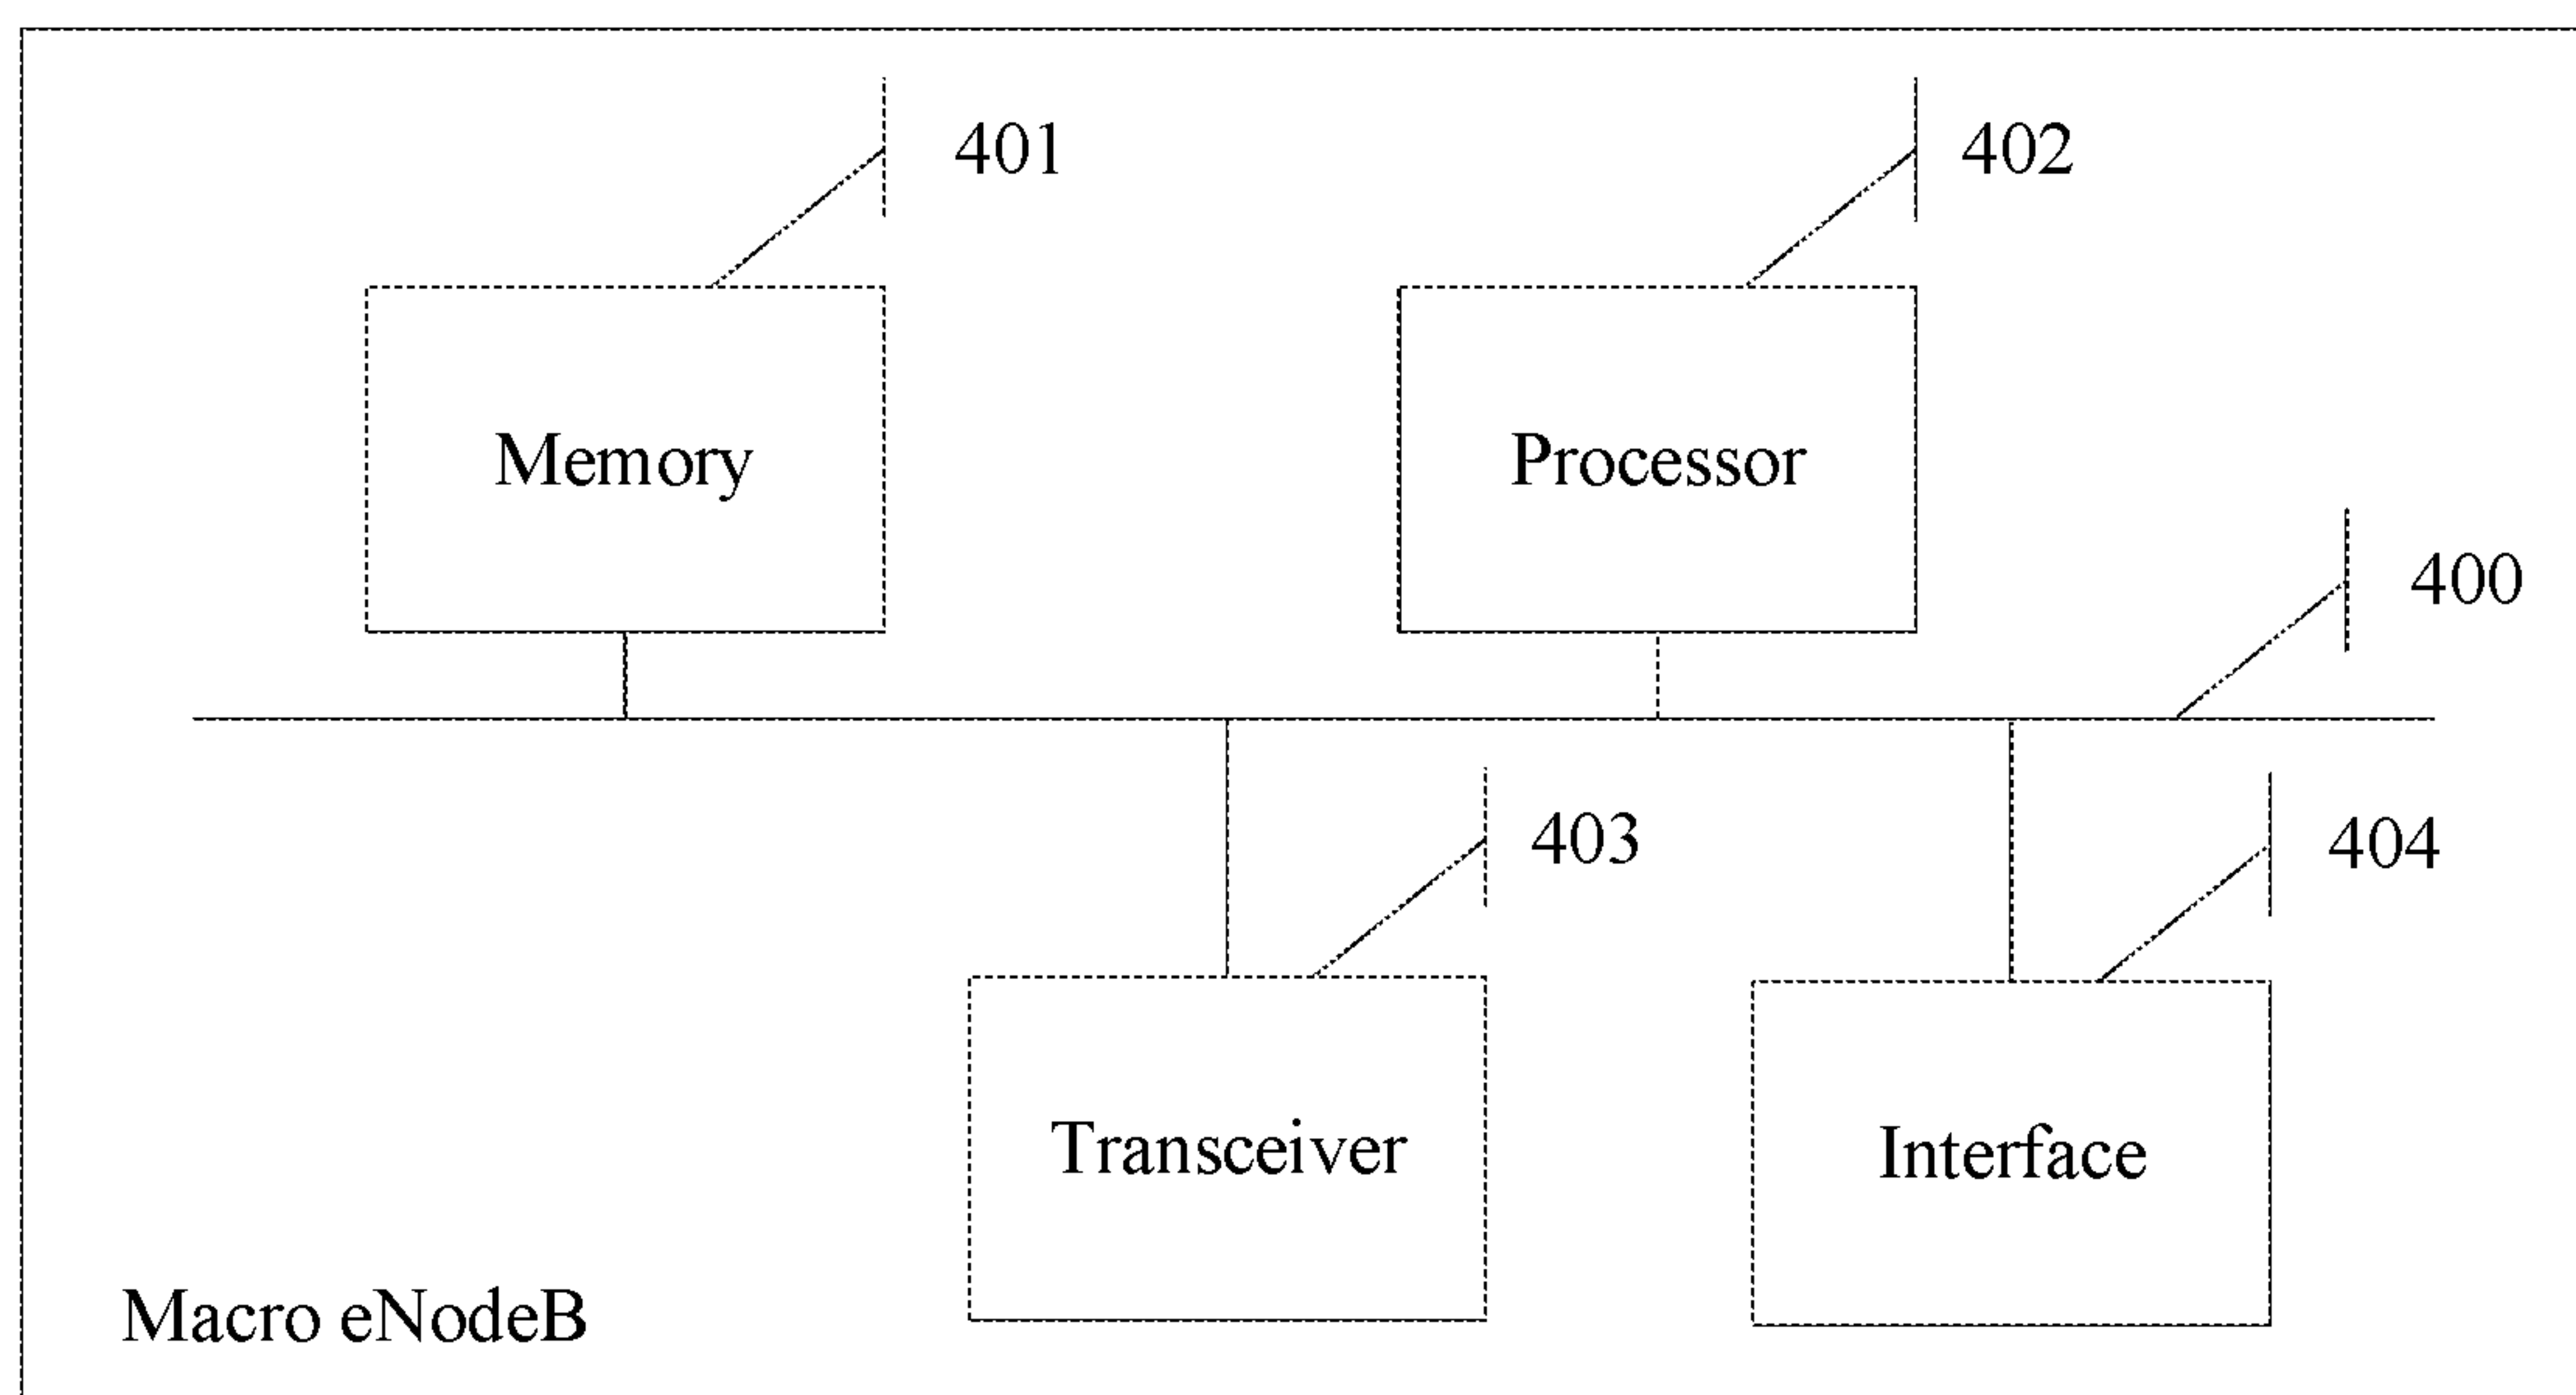 401
402
Memory
Processor
400
403
404
Transceiver
Interface
Macro eNodeB